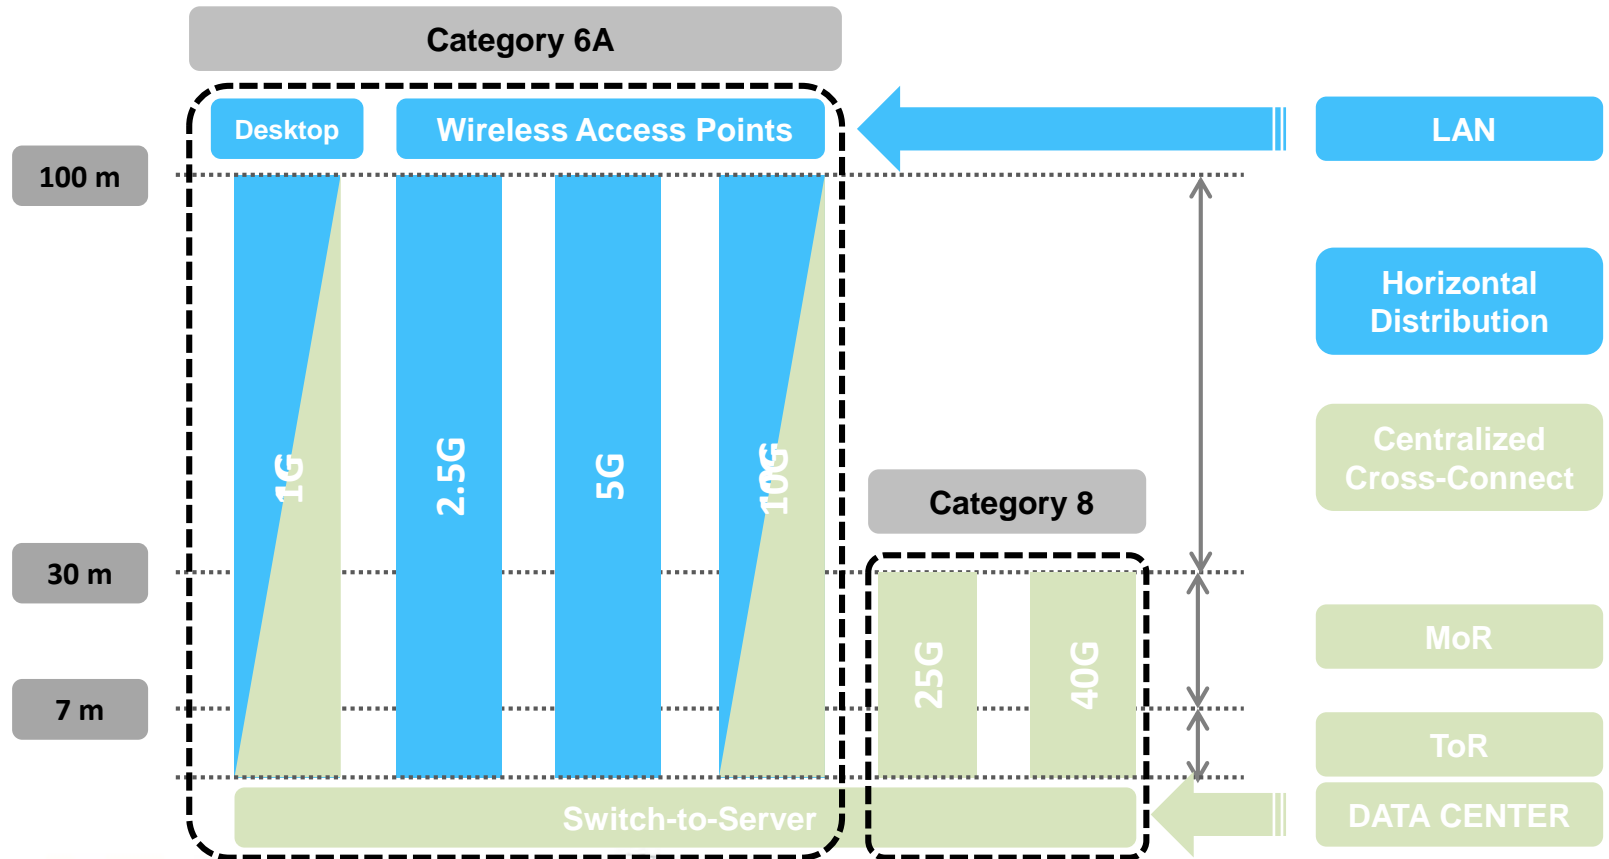 Category 6A
Desktop
Wireless Access Points
LAN
100 m
Horizontal
Distribution
1G
2.5G
5G
10G
Centralized
Cross-Connect
Category 8
30 m
25G
40G
MoR
7 m
ToR
Switch-to-Server
DATA CENTER